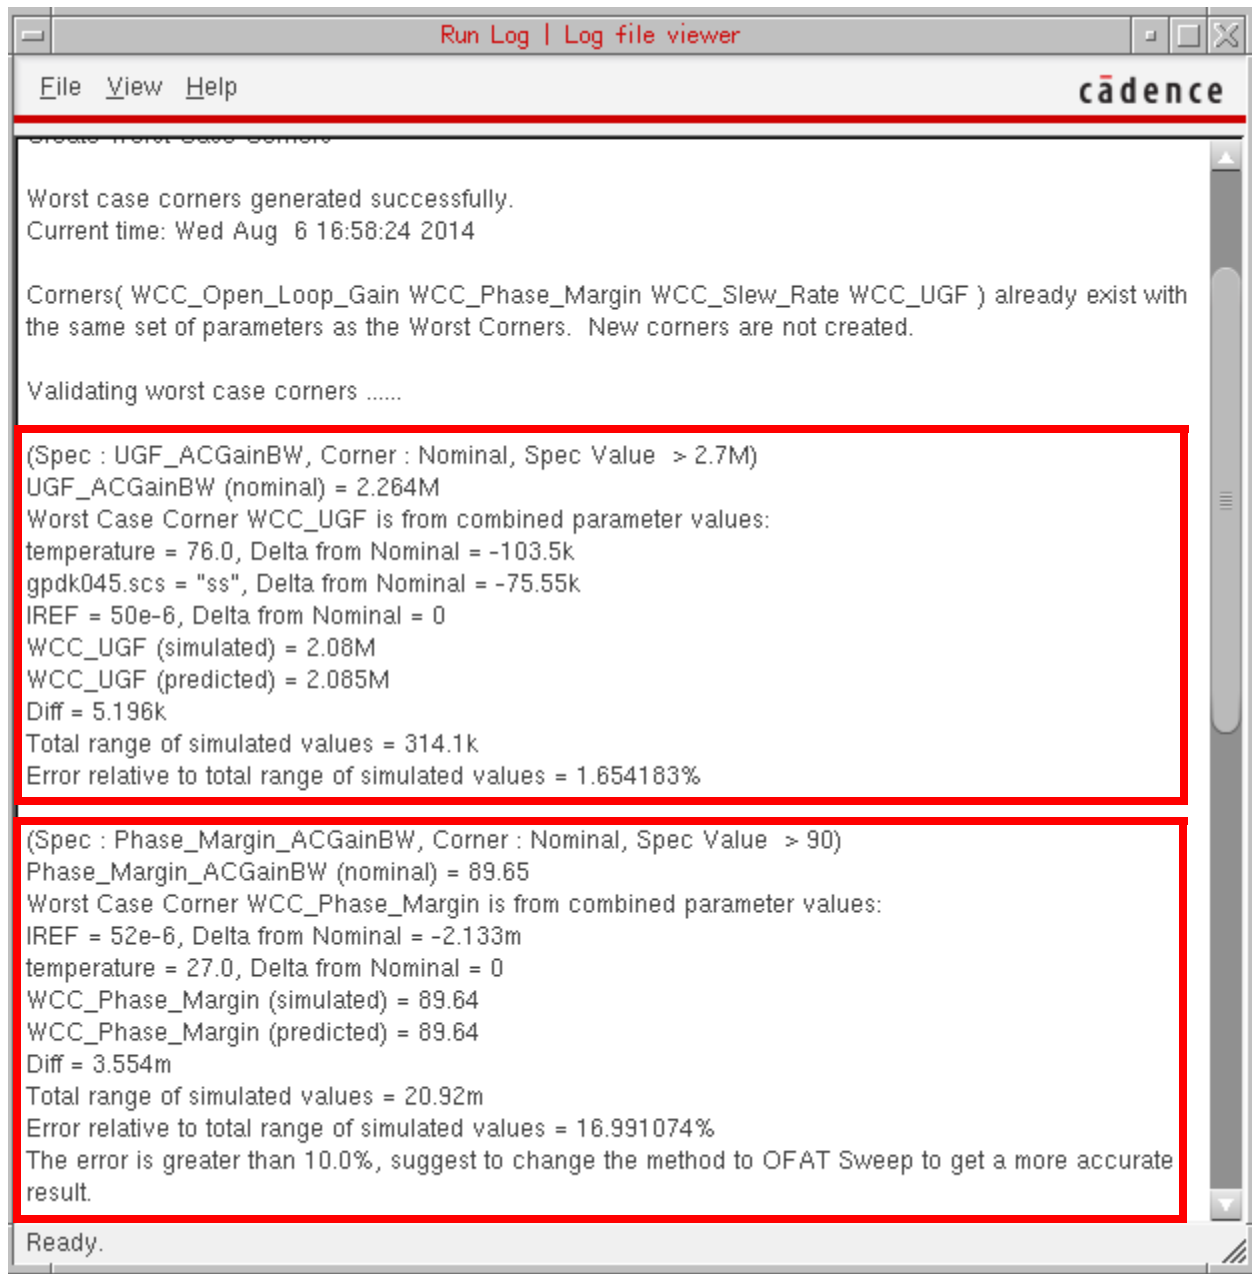 Run Log | Log file viewer
File View Help
cādence
Create Worst Case Corners
Worst case corners generated successfully.
Current time: Wed Aug  6 16:58:24 2014
Corners( WCC_Open_Loop_Gain WCC_Phase_Margin WCC_Slew_Rate WCC_UGF ) already exist with
the same set of parameters as the Worst Corners.  New corners are not created.
Validating worst case corners ......
(Spec : UGF_ACGainBW, Corner : Nominal, Spec Value  > 2.7M)
UGF_ACGainBW (nominal) = 2.264M
Worst Case Corner WCC_UGF is from combined parameter values:
temperature = 76.0, Delta from Nominal = -103.5k
gpdk045.scs = "ss", Delta from Nominal = -75.55k
IREF = 50e-6, Delta from Nominal = 0
WCC_UGF (simulated) = 2.08M
WCC_UGF (predicted) = 2.085M
Diff = 5.196k
Total range of simulated values = 314.1k
Error relative to total range of simulated values = 1.654183%
(Spec : Phase_Margin_ACGainBW, Corner : Nominal, Spec Value  > 90)
Phase_Margin_ACGainBW (nominal) = 89.65
Worst Case Corner WCC_Phase_Margin is from combined parameter values:
IREF = 52e-6, Delta from Nominal = -2.133m
temperature = 27.0, Delta from Nominal = 0
WCC_Phase_Margin (simulated) = 89.64
WCC_Phase_Margin (predicted) = 89.64
Diff = 3.554m
Total range of simulated values = 20.92m
Error relative to total range of simulated values = 16.991074%
The error is greater than 10.0%, suggest to change the method to OFAT Sweep to get a more accurate
result.
Ready.